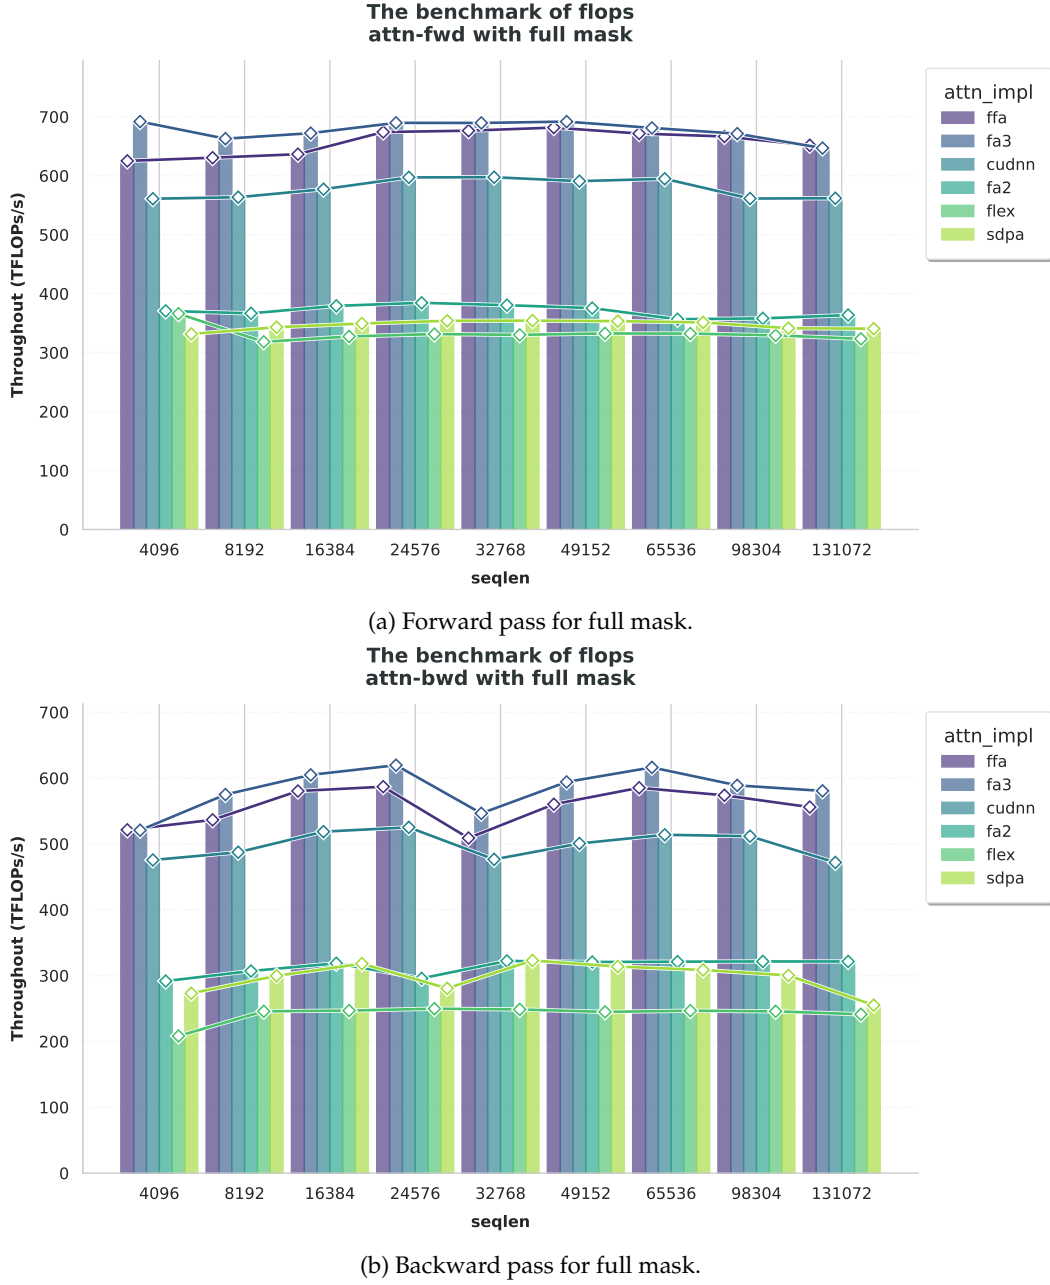 The benchmark of flops
attn-fwd with full mask
Throughout (TFLOPs/s)
700
600
500
400
300
200
100
0
4096 8192 16384 24576 32768 49152 65536 98304 131072
seqlen
attn_impl
ffa
fa3
cudnn
fa2
flex
sdpa
(a) Forward pass for full mask.
The benchmark of flops
attn-bwd with full mask
Throughout (TFLOPs/s)
700
600
500
400
300
200
100
0
4096 8192 16384 24576 32768 49152 65536 98304 131072
seqlen
attn_impl
ffa
fa3
cudnn
fa2
flex
sdpa
(b) Backward pass for full mask.